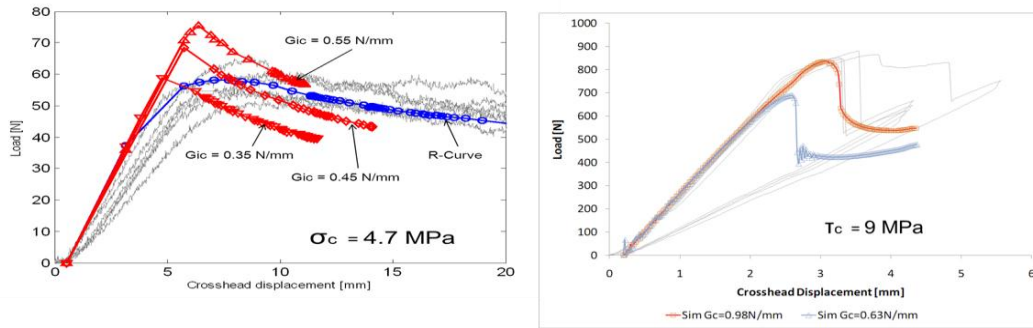 80
70
60
50
40
30
20
10
0
Load [N]
Gic = 0.55 N/mm
Gic = 0.35 N/mm
Gic = 0.45 N/mm
R-Curve
σc = 4.7 MPa
0 5 10 15 20
Crosshead displacement [mm]
1000
900
800
700
600
500
400
300
200
100
0
Load [N]
τc = 9 MPa
0 1 2 3 4 5 6
Crosshead Displacement [mm]
Sim Gc=0.98N/mm Sim Gc=0.63N/mm